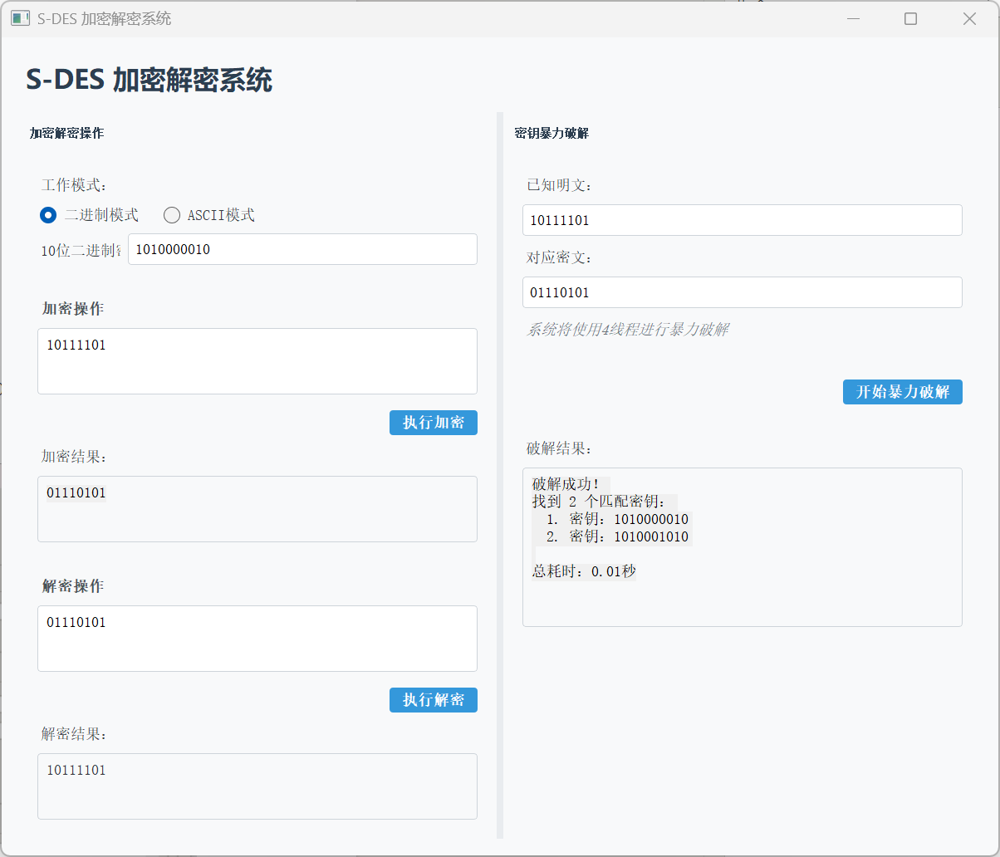 S-DES 加密解密系统
S-DES 加密解密系统
加密解密操作
工作模式:
二进制模式 ASCII模式
10位二进制 1010000010
加密操作
10111101
执行加密
加密结果:
01110101
解密操作
01110101
执行解密
解密结果:
10111101
密钥暴力破解
已知明文:
10111101
对应密文:
01110101
系统将使用4线程进行暴力破解
开始暴力破解
破解结果:
破解成功!
找到 2 个匹配密钥:
1. 密钥: 1010000010
2. 密钥: 1010001010
总耗时: 0.01秒